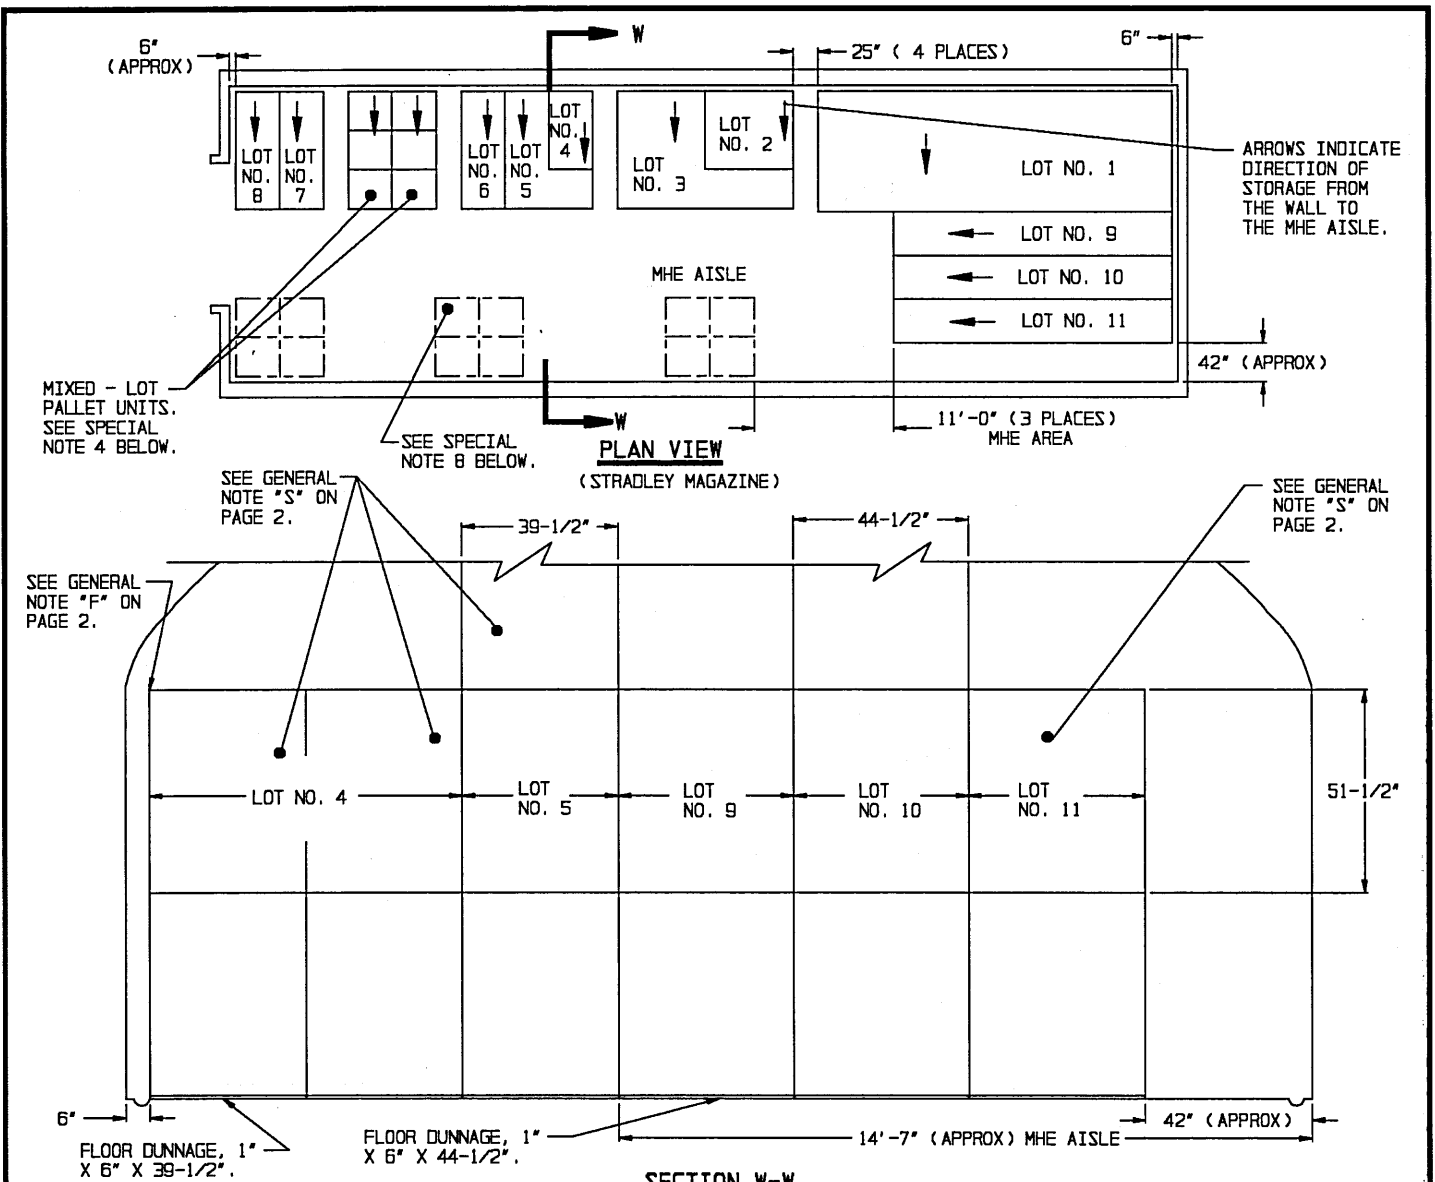 6"
(APPROX)
W
25" ( 4 PLACES)
6"
LOT
NO.
8
LOT
NO.
7
LOT
NO.
6
LOT
NO.
5
LOT
NO.
4
LOT
NO. 3
LOT
NO. 2
LOT NO. 1
ARROWS INDICATE
DIRECTION OF
STORAGE FROM
THE WALL TO
THE MHE AISLE.
LOT NO. 9
LOT NO. 10
LOT NO. 11
MHE AISLE
42" (APPROX)
MIXED - LOT
PALLET UNITS.
SEE SPECIAL
NOTE 4 BELOW.
SEE SPECIAL
NOTE 8 BELOW.
W
11'-0" (3 PLACES)
MHE AREA
PLAN VIEW
(STRADLEY MAGAZINE)
SEE GENERAL
NOTE "S" ON
PAGE 2.
SEE GENERAL
NOTE "S" ON
PAGE 2.
39-1/2"
44-1/2"
SEE GENERAL
NOTE "F" ON
PAGE 2.
LOT NO. 4
LOT
NO. 5
LOT
NO. 9
LOT
NO. 10
LOT
NO. 11
51-1/2"
6"
FLOOR DUNNAGE, 1"
X 6" X 39-1/2".
FLOOR DUNNAGE, 1"
X 6" X 44-1/2".
42" (APPROX)
14'-7" (APPROX) MHE AISLE
SECTION W-W